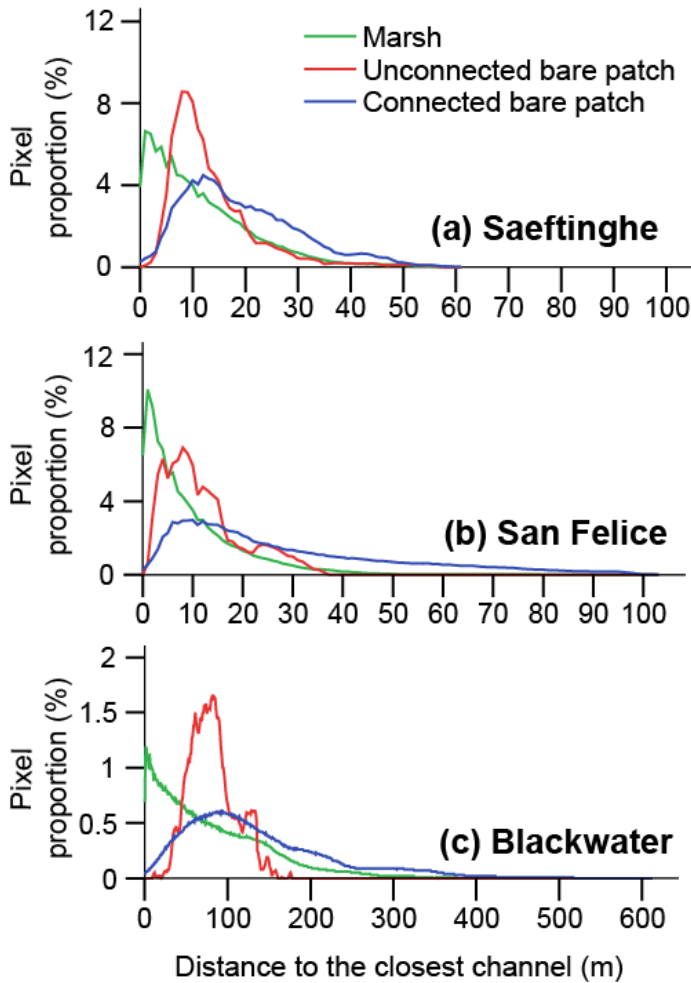 12
8
4
0
Pixel
proportion (%)
Marsh
Unconnected bare patch
Connected bare patch
(a) Saeftinghe
0 10 20 30 40 50 60 70 80 90 100
12
8
4
0
Pixel
proportion (%)
(b) San Felice
0 10 20 30 40 50 60 70 80 90 100
2
1.5
1
0.5
0
Pixel
proportion (%)
(c) Blackwater
0 100 200 300 400 500 600
Distance to the closest channel (m)